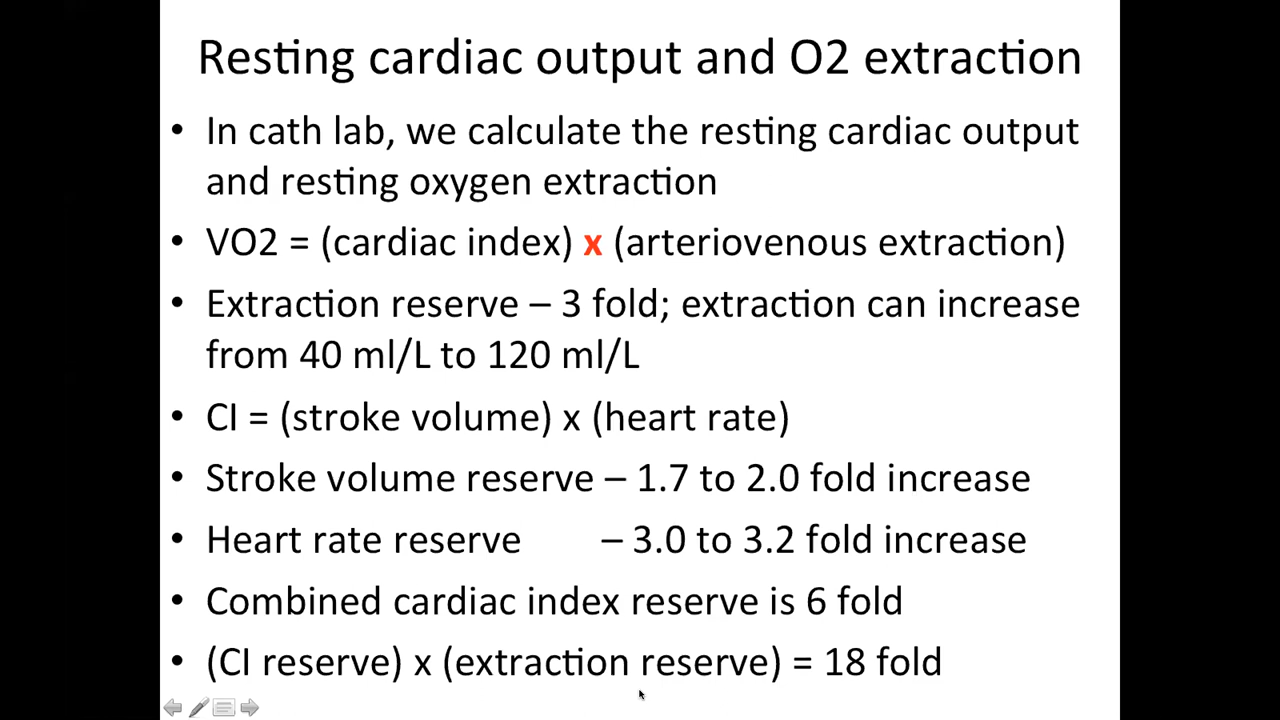 Resting cardiac output and O2 extraction
• In cath lab, we calculate the resting cardiac output
and resting oxygen extraction
• VO2 = (cardiac index) x (arteriovenous extraction)
• Extraction reserve – 3 fold; extraction can increase
from 40 ml/L to 120 ml/L
• CI = (stroke volume) x (heart rate)
• Stroke volume reserve – 1.7 to 2.0 fold increase
• Heart rate reserve – 3.0 to 3.2 fold increase
• Combined cardiac index reserve is 6 fold
• (CI reserve) x (extraction reserve) = 18 fold